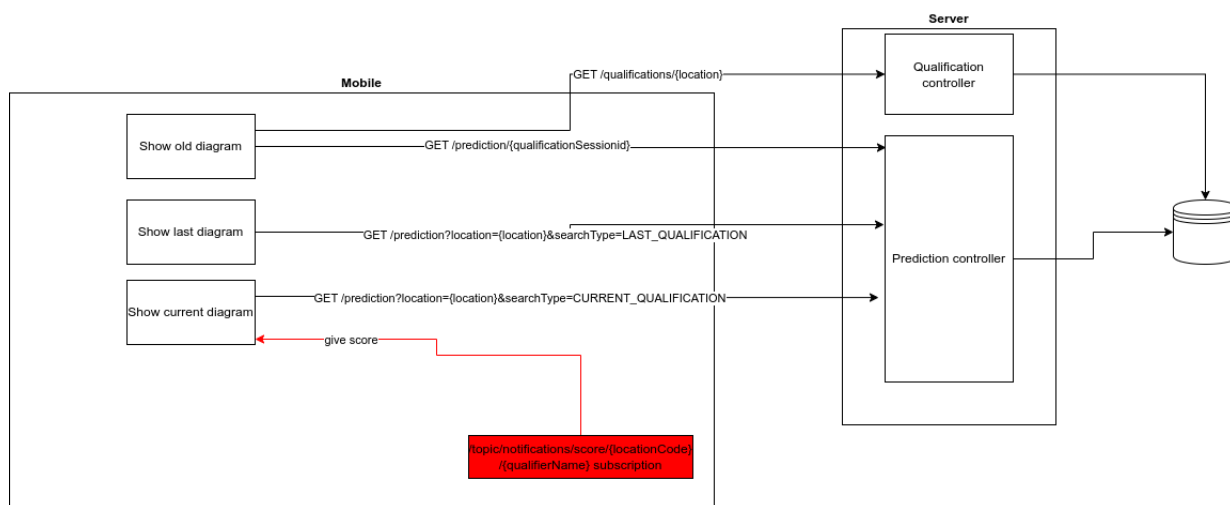 Server
Qualification
controller
GET /qualifications/{location}
Mobile
Show old diagram
GET /prediction/{qualificationSessionid}
Show last diagram
GET /prediction?location={location}&searchType=LAST_QUALIFICATION
Prediction controller
Show current diagram
GET /prediction?location={location}&searchType=CURRENT_QUALIFICATION
give score
/topic/notifications/score/{locationCode}
/{qualifierName} subscription